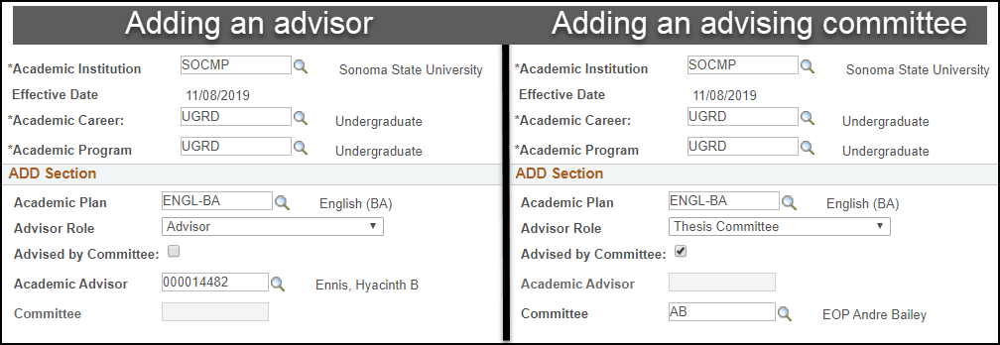 Adding an advisor
*Academic Institution SOCMP Sonoma State University
Effective Date 11/08/2019
*Academic Career: UGRD Undergraduate
*Academic Program UGRD Undergraduate
ADD Section
Academic Plan ENGL-BA English (BA)
Advisor Role Advisor
Advised by Committee:
Academic Advisor 000014482 Ennis, Hyacinth B
Committee
Adding an advising committee
*Academic Institution SOCMP Sonoma State University
Effective Date 11/08/2019
*Academic Career: UGRD Undergraduate
*Academic Program UGRD Undergraduate
ADD Section
Academic Plan ENGL-BA English (BA)
Advisor Role Thesis Committee
Advised by Committee:
Academic Advisor
Committee AB EOP Andre Bailey